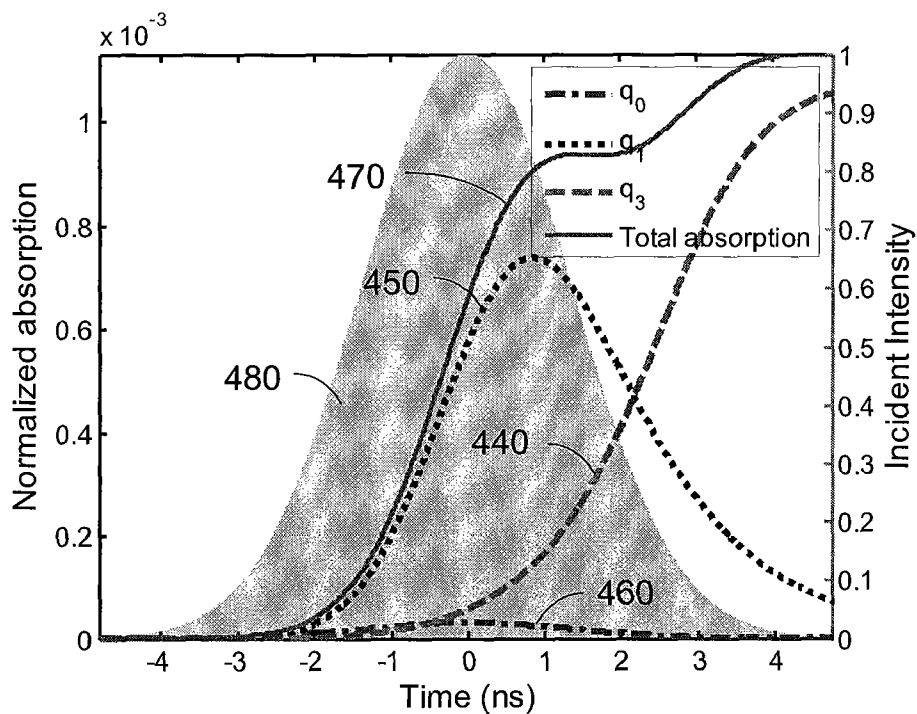 x 10-3
1
0.8
0.6
0.4
0.2
0
Normalized absorption
470
450
480
440
460
q0
q1
q3
Total absorption
1
0.9
0.8
0.7
0.6
0.5
0.4
0.3
0.2
0.1
0
Incident Intensity
-4 -3 -2 -1 0 1 2 3 4
Time (ns)